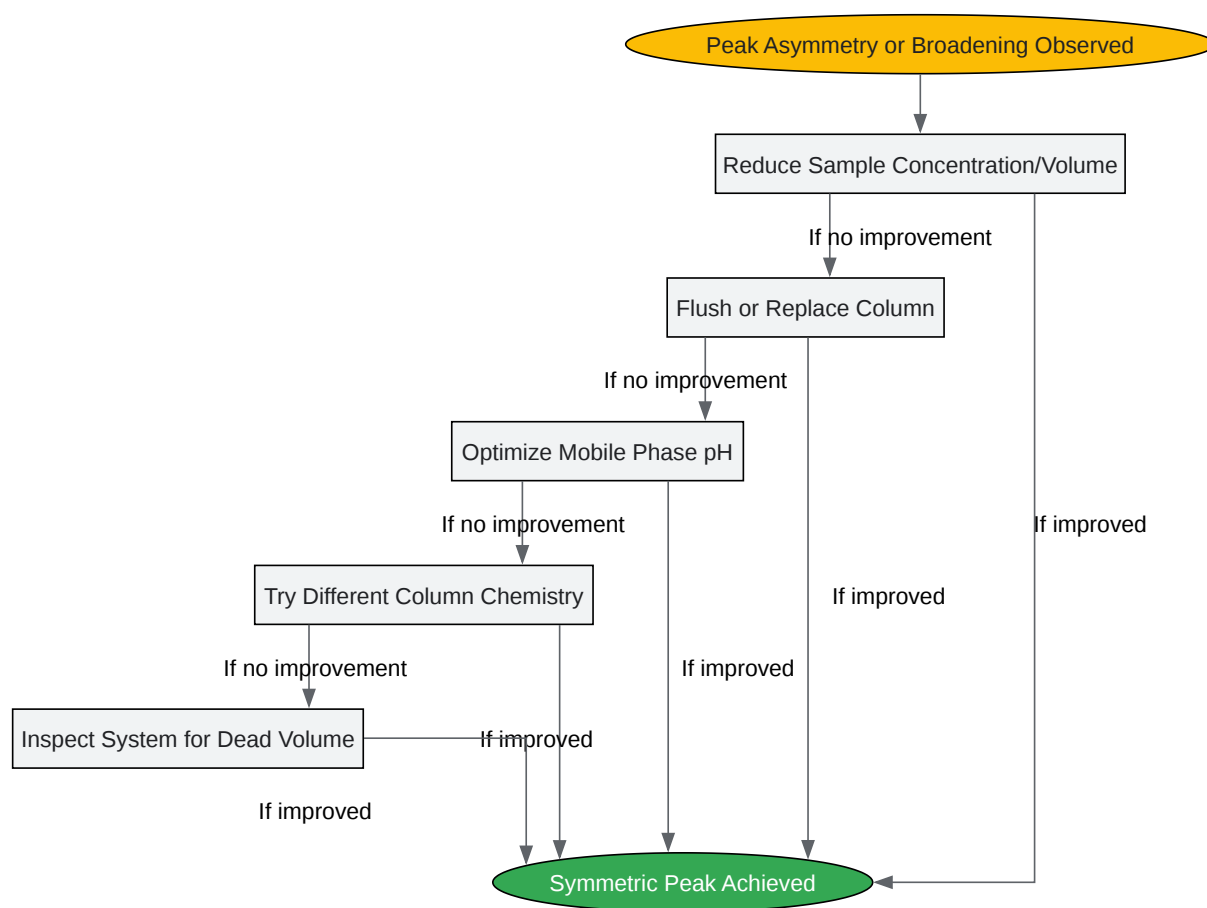 Peak Asymmetry or Broadening Observed
Reduce Sample Concentration/Volume
If no improvement
Flush or Replace Column
If no improvement
Optimize Mobile Phase pH
If no improvement
If improved
Try Different Column Chemistry
If improved
If no improvement
If improved
Inspect System for Dead Volume
If improved
If improved
Symmetric Peak Achieved